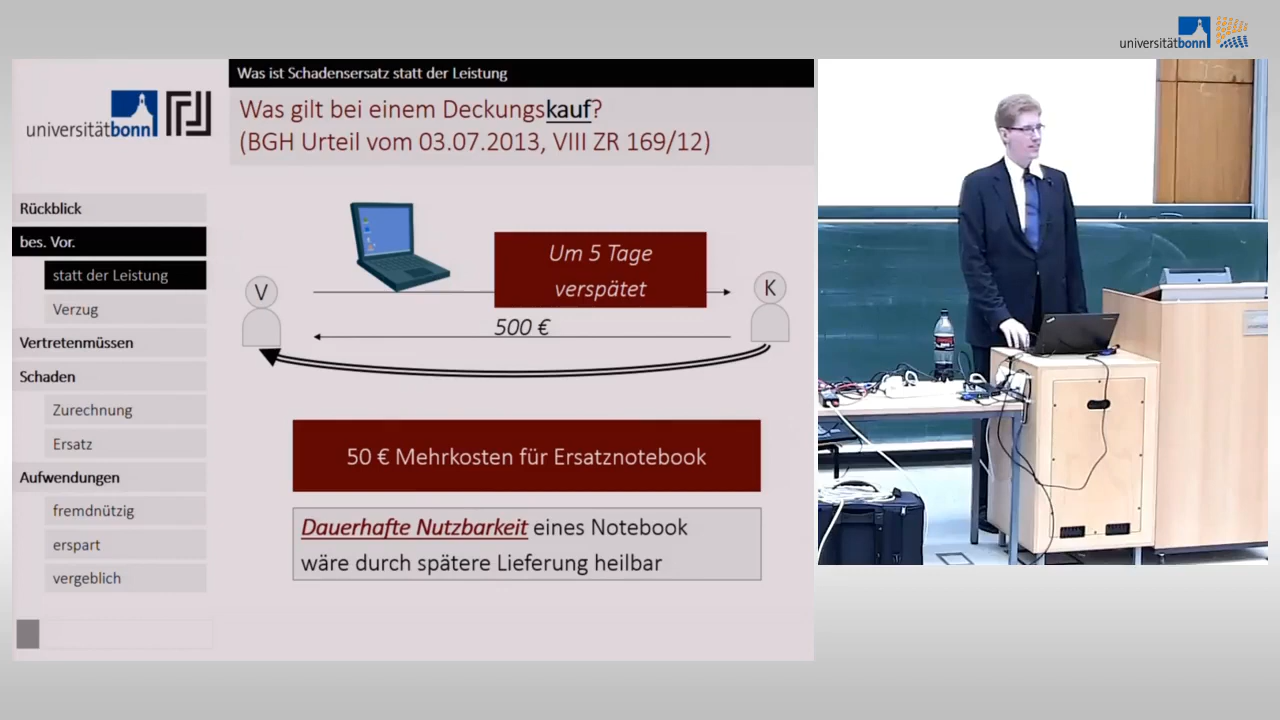 universitätbonn
Was ist Schadensersatz statt der Leistung
Was gilt bei einem Deckungskauf?
(BGH Urteil vom 03.07.2013, VIII ZR 169/12)
universitätbonn
Rückblick
bes. Vor.
statt der Leistung
Verzug
Vertretenmüssen
Schaden
Zurechnung
Ersatz
Aufwendungen
fremdnützig
erspart
vergeblich
Um 5 Tage
verspätet
V
K
500 €
50 € Mehrkosten für Ersatznotebook
Dauerhafte Nutzbarkeit eines Notebook
wäre durch spätere Lieferung heilbar